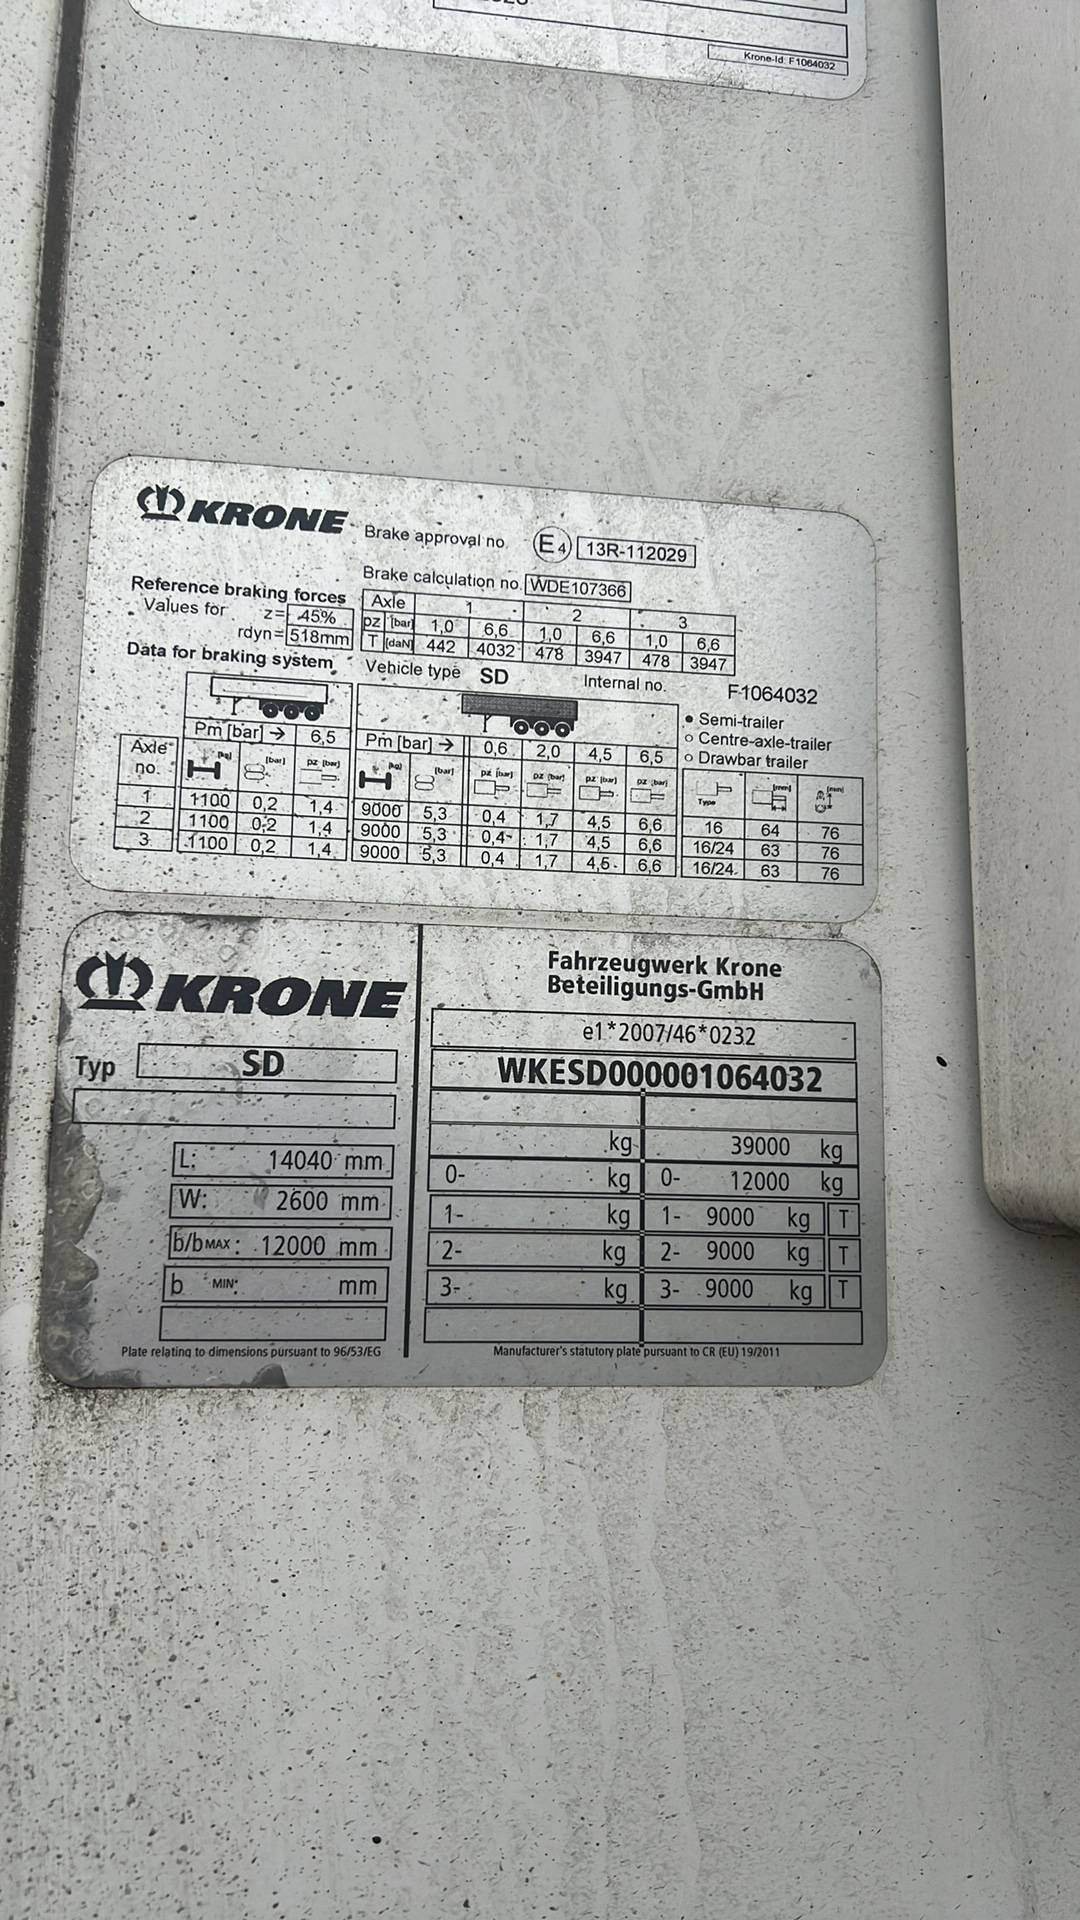 Krone-Id: F1064032
KRONE Brake approval no. E4 13R-112029
Brake calculation no. WDE107366
Reference braking forces
Values for z= 45%
rdyn= 518mm
Axle 1 2 3
pz [bar] 1,0 6,6 1,0 6,6 1,0 6,6
T [daN] 442 4032 478 3947 478 3947
Data for braking system Vehicle type SD Internal no. F1064032
• Semi-trailer
o Centre-axle-trailer
o Drawbar trailer
Pm [bar] → 6,5 Pm [bar] → 0,6 2,0 4,5 6,5
Axle no. [kg] [bar] pz [bar] [kg] [bar] pz [bar] pz [bar] pz [bar] pz [bar] Type [mm] [mm]
1 1100 0,2 1,4 9000 5,3 0,4 1,7 4,5 6,6 16 64 76
2 1100 0,2 1,4 9000 5,3 0,4 1,7 4,5 6,6 16/24 63 76
3 1100 0,2 1,4 9000 5,3 0,4 1,7 4,5 6,6 16/24 63 76
KRONE
Typ SD
L: 14040 mm
W: 2600 mm
b/bMAX: 12000 mm
b MIN: mm
Plate relating to dimensions pursuant to 96/53/EG
Fahrzeugwerk Krone
Beteiligungs-GmbH
e1*2007/46*0232
WKESD000001064032
kg 39000 kg
0- kg 0- 12000 kg
1- kg 1- 9000 kg T
2- kg 2- 9000 kg T
3- kg 3- 9000 kg T
Manufacturer's statutory plate pursuant to CR (EU) 19/2011